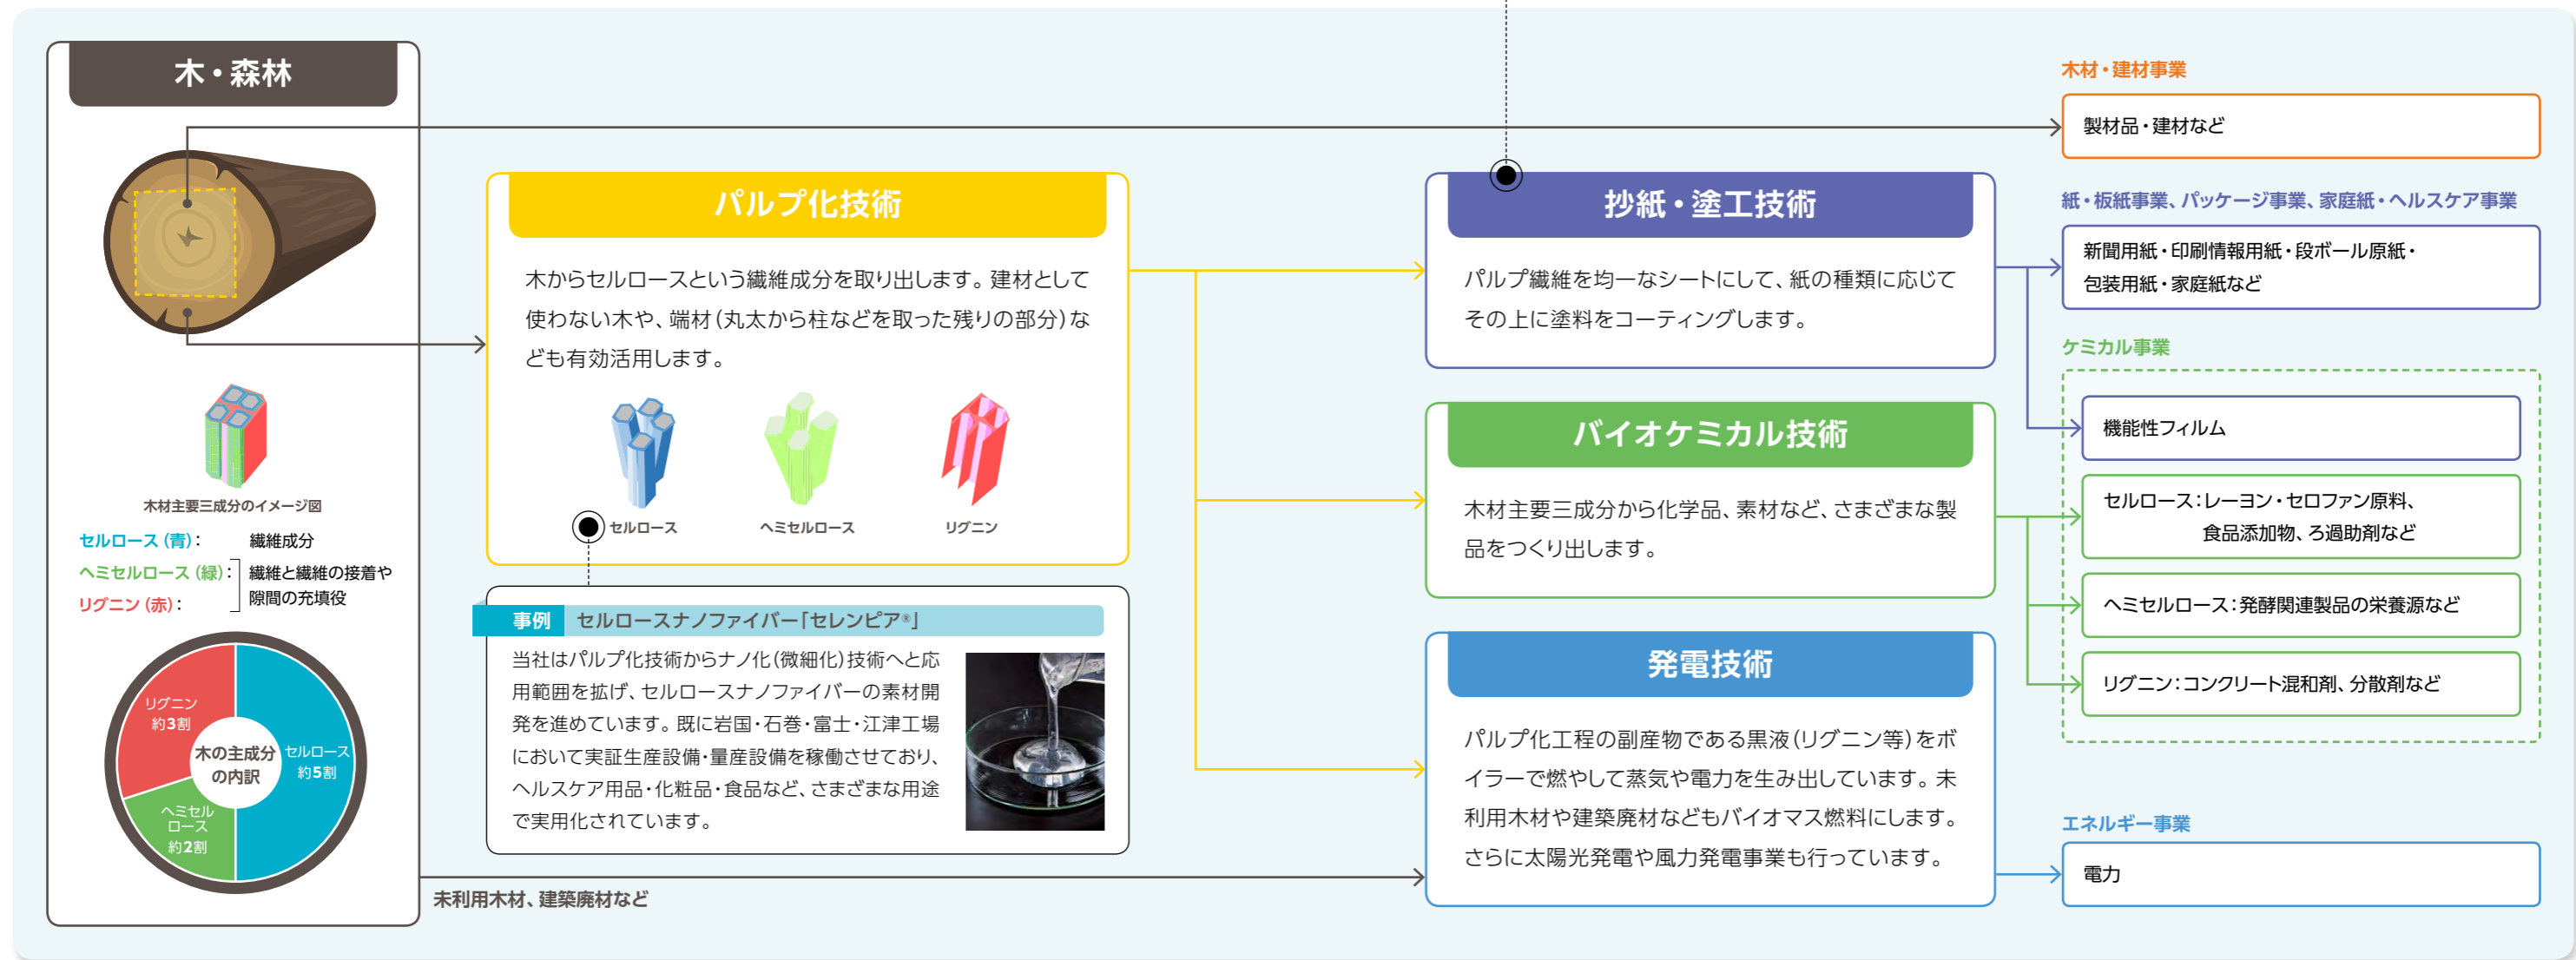 木・森林
木材主要三成分のイメージ図
セルロース（青）： 繊維成分
ヘミセルロース（緑）： 繊維と繊維の接着や
リグニン（赤）： 隙間の充填役
リグニン
約3割
木の主成分
の内訳
セルロース
約5割
ヘミセル
ロース
約2割
パルプ化技術
木からセルロースという繊維成分を取り出します。建材として
使わない木や、端材（丸太から柱などを取った残りの部分）な
ども有効活用します。
セルロース
ヘミセルロース
リグニン
事例 セルロースナノファイバー「セレンピア®」
当社はパルプ化技術からナノ化（微細化）技術へと応
用範囲を拡げ、セルロースナノファイバーの素材開
発を進めています。既に岩国・石巻・富士・江津工場
において実証生産設備・量産設備を稼働させており、
ヘルスケア用品・化粧品・食品など、さまざまな用途
で実用化されています。
未利用木材、建築廃材など
抄紙・塗工技術
パルプ繊維を均一なシートにして、紙の種類に応じて
その上に塗料をコーティングします。
バイオケミカル技術
木材主要三成分から化学品、素材など、さまざまな製
品をつくり出します。
発電技術
パルプ化工程の副産物である黒液（リグニン等）をボ
イラーで燃やして蒸気や電力を生み出しています。未
利用木材や建築廃材などもバイオマス燃料にします。
さらに太陽光発電や風力発電事業も行っています。
木材・建材事業
製材品・建材など
紙・板紙事業、パッケージ事業、家庭紙・ヘルスケア事業
新聞用紙・印刷情報用紙・段ボール原紙・
包装用紙・家庭紙など
ケミカル事業
機能性フィルム
セルロース：レーヨン・セロファン原料、
食品添加物、ろ過助剤など
ヘミセルロース：発酵関連製品の栄養源など
リグニン：コンクリート混和剤、分散剤など
エネルギー事業
電力